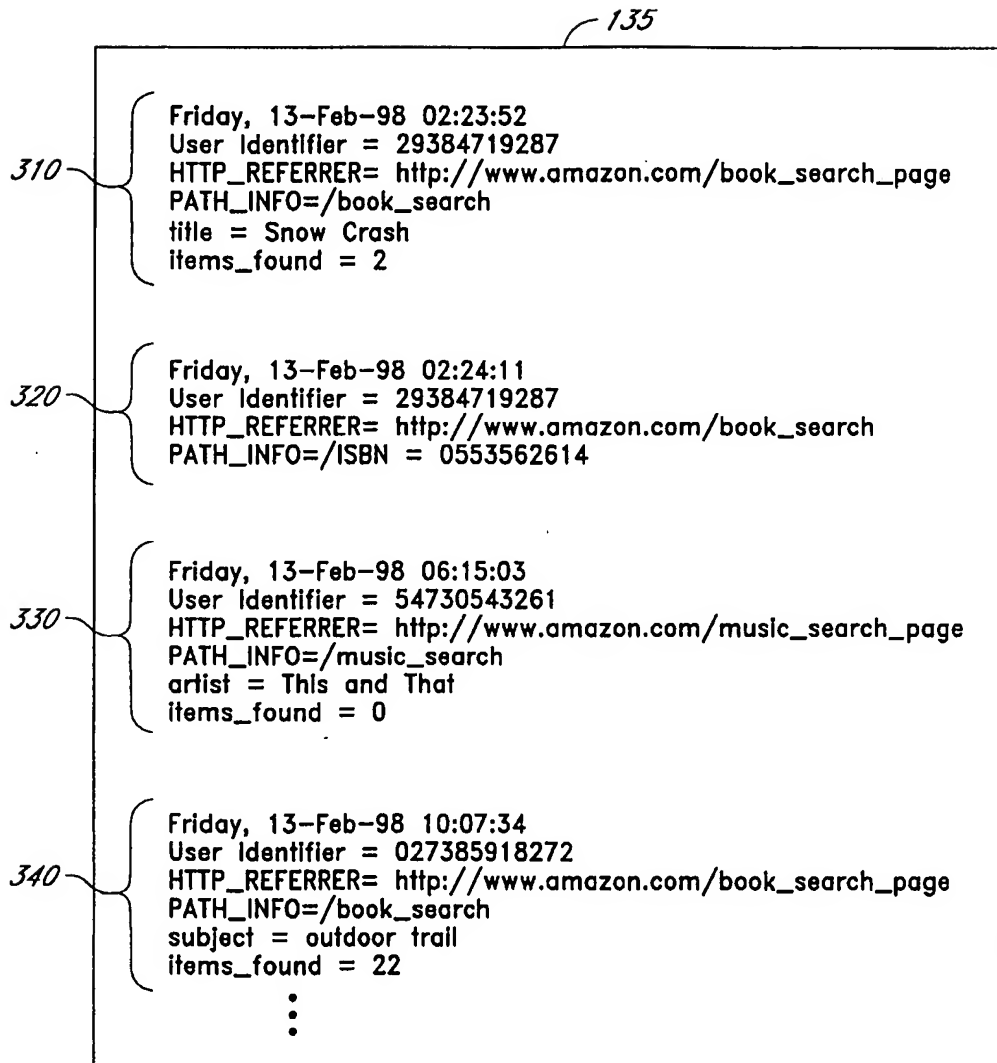 135
310
Friday, 13-Feb-98 02:23:52
User Identifier = 29384719287
HTTP_REFERRER= http://www.amazon.com/book_search_page
PATH_INFO=/book_search
title = Snow Crash
items_found = 2
320
Friday, 13-Feb-98 02:24:11
User Identifier = 29384719287
HTTP_REFERRER= http://www.amazon.com/book_search
PATH_INFO=/ISBN = 0553562614
330
Friday, 13-Feb-98 06:15:03
User Identifier = 54730543261
HTTP_REFERRER= http://www.amazon.com/music_search_page
PATH_INFO=/music_search
artist = This and That
items_found = 0
340
Friday, 13-Feb-98 10:07:34
User Identifier = 027385918272
HTTP_REFERRER= http://www.amazon.com/book_search_page
PATH_INFO=/book_search
subject = outdoor trail
items_found = 22